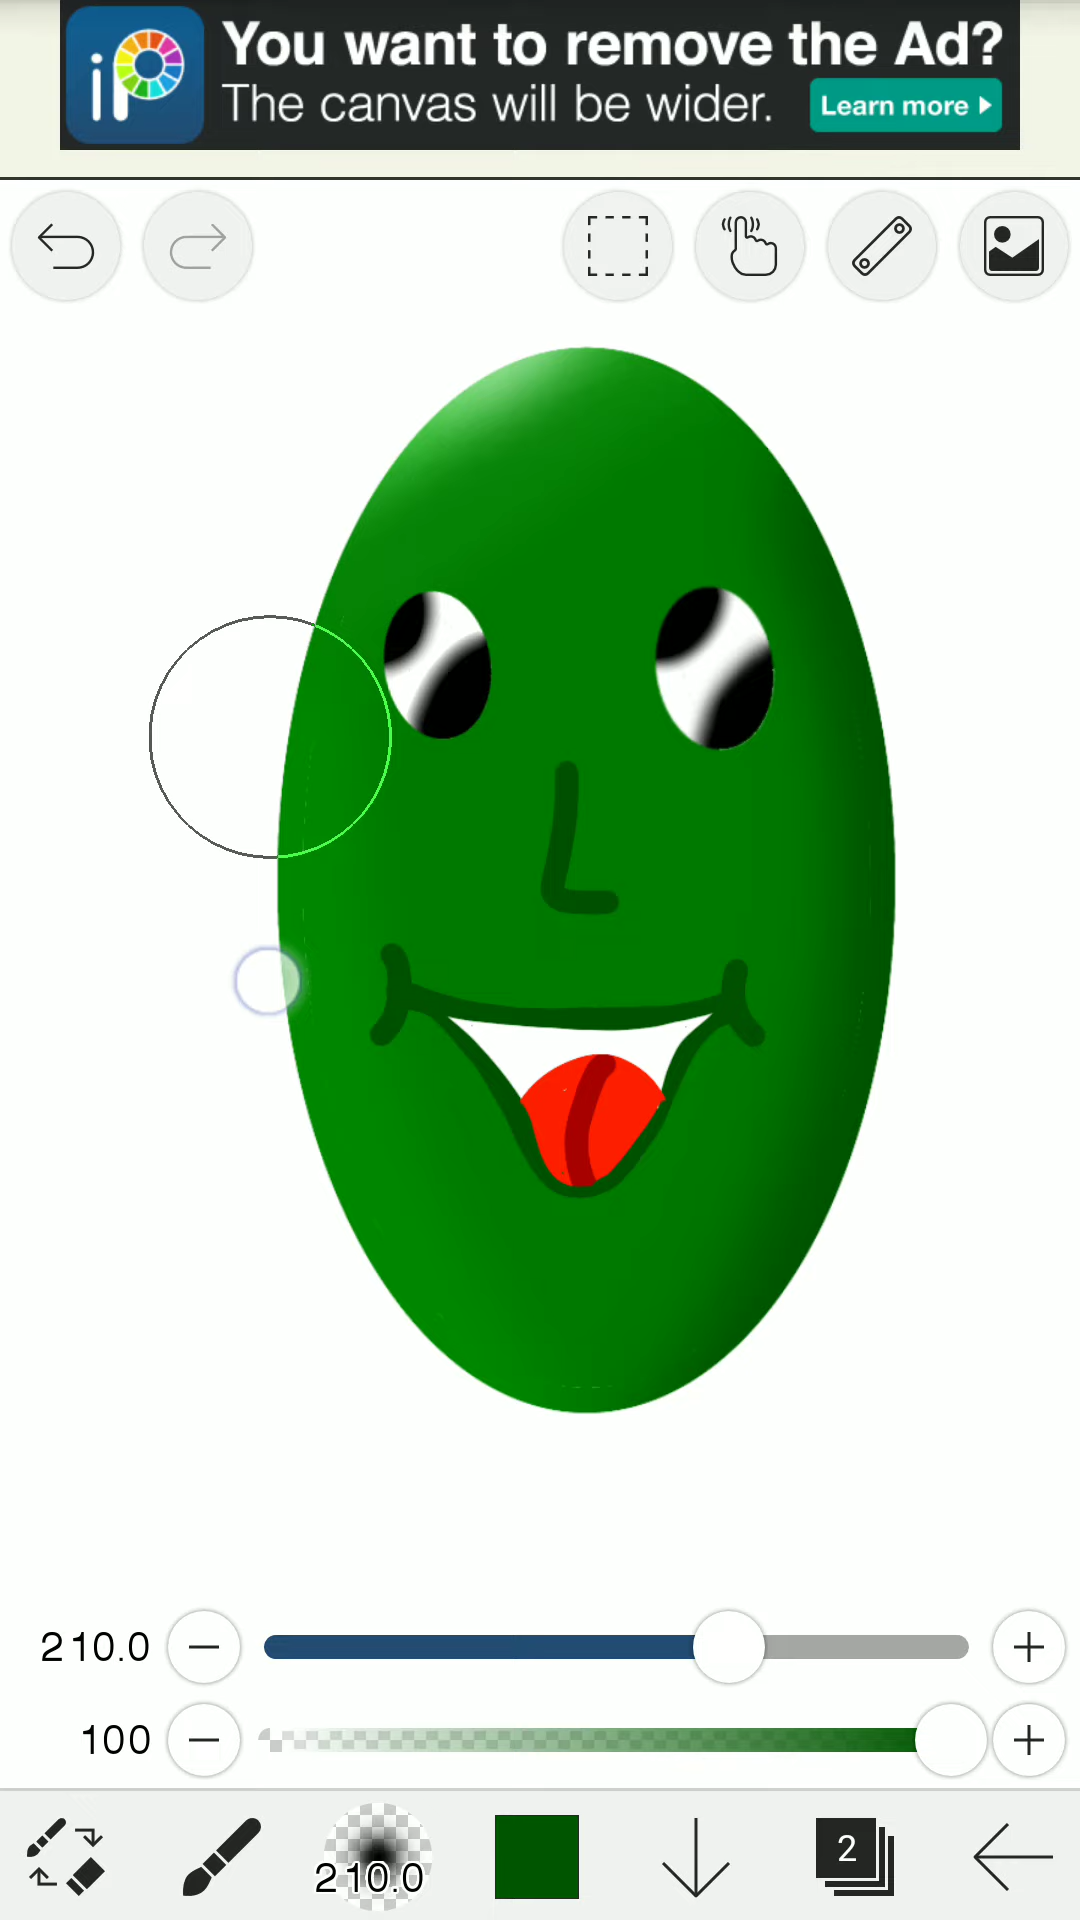 iP
You want to remove the Ad?
The canvas will be wider.
Learn more
210.0
100
210.0
2